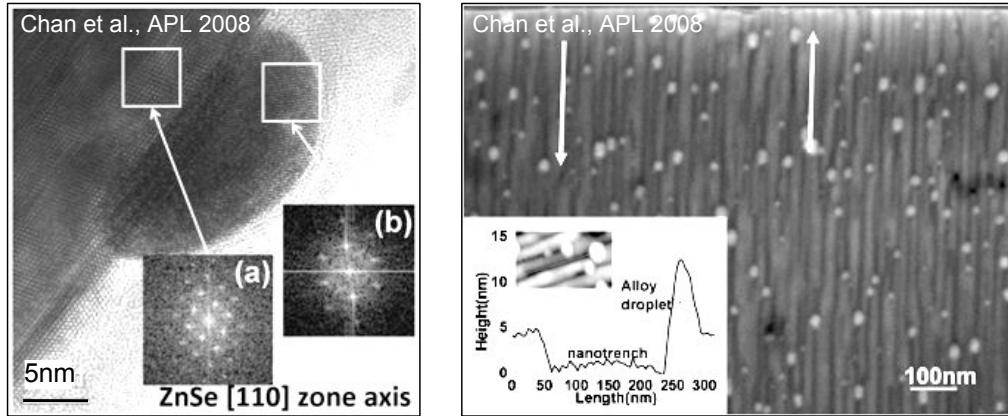 Chan et al., APL 2008
(a)
(b)
5nm
ZnSe [110] zone axis
Chan et al., APL 2008
15
10
5
0
Height(nm)
Alloy
droplet
nanotrench
0 50 100 150 200 250 300
Length(nm)
100nm